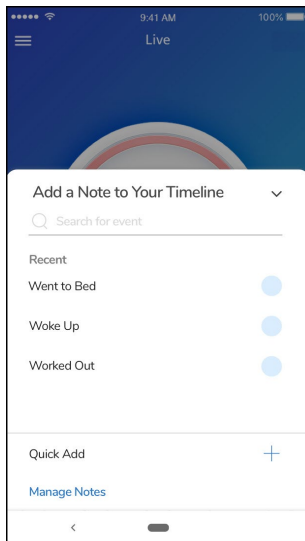 9:41 AM
100%
Live
Add a Note to Your Timeline
Search for event
Recent
Went to Bed
Woke Up
Worked Out
Quick Add
Manage Notes